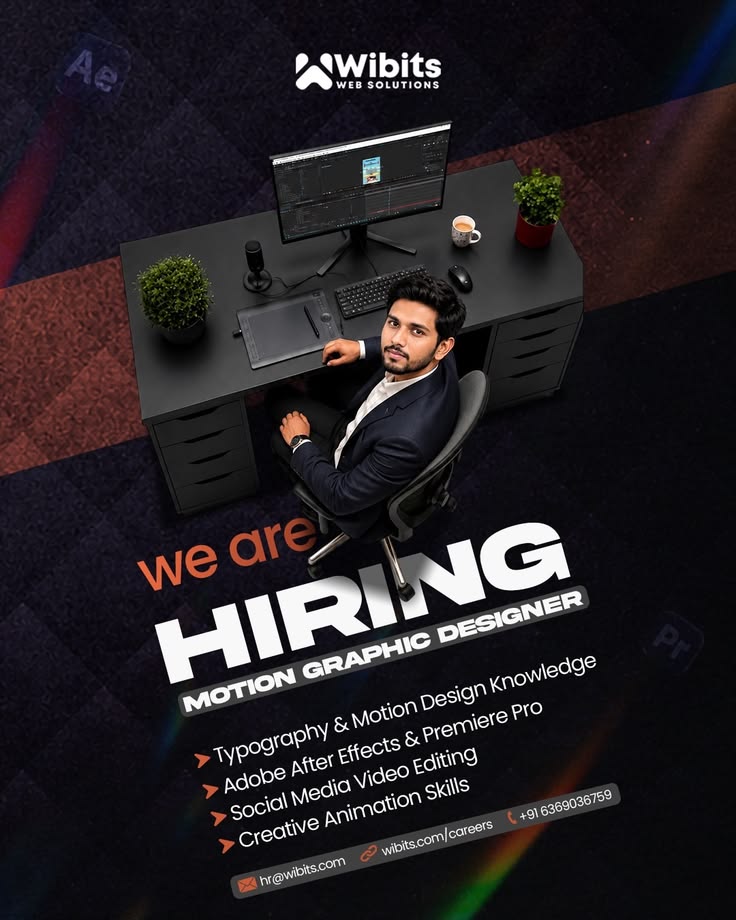 Ae
Wibits
WEB SOLUTIONS
we are
HIRING
MOTION GRAPHIC DESIGNER
Pr
Typography & Motion Design Knowledge
Adobe After Effects & Premiere Pro
Social Media Video Editing
Creative Animation Skills
hr@wibits.com wibits.com/careers +91 6369036759